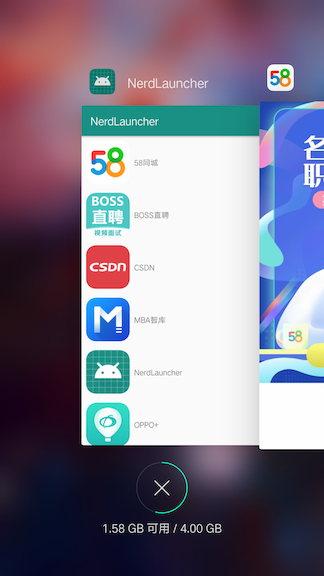 NerdLauncher
58
NerdLauncher
58
58同城
BOSS
直聘
视频面试
BOSS直聘
CSDN
CSDN
M
MBA智库
NerdLauncher
OPPO+
名
职
58
1.58 GB 可用 / 4.00 GB